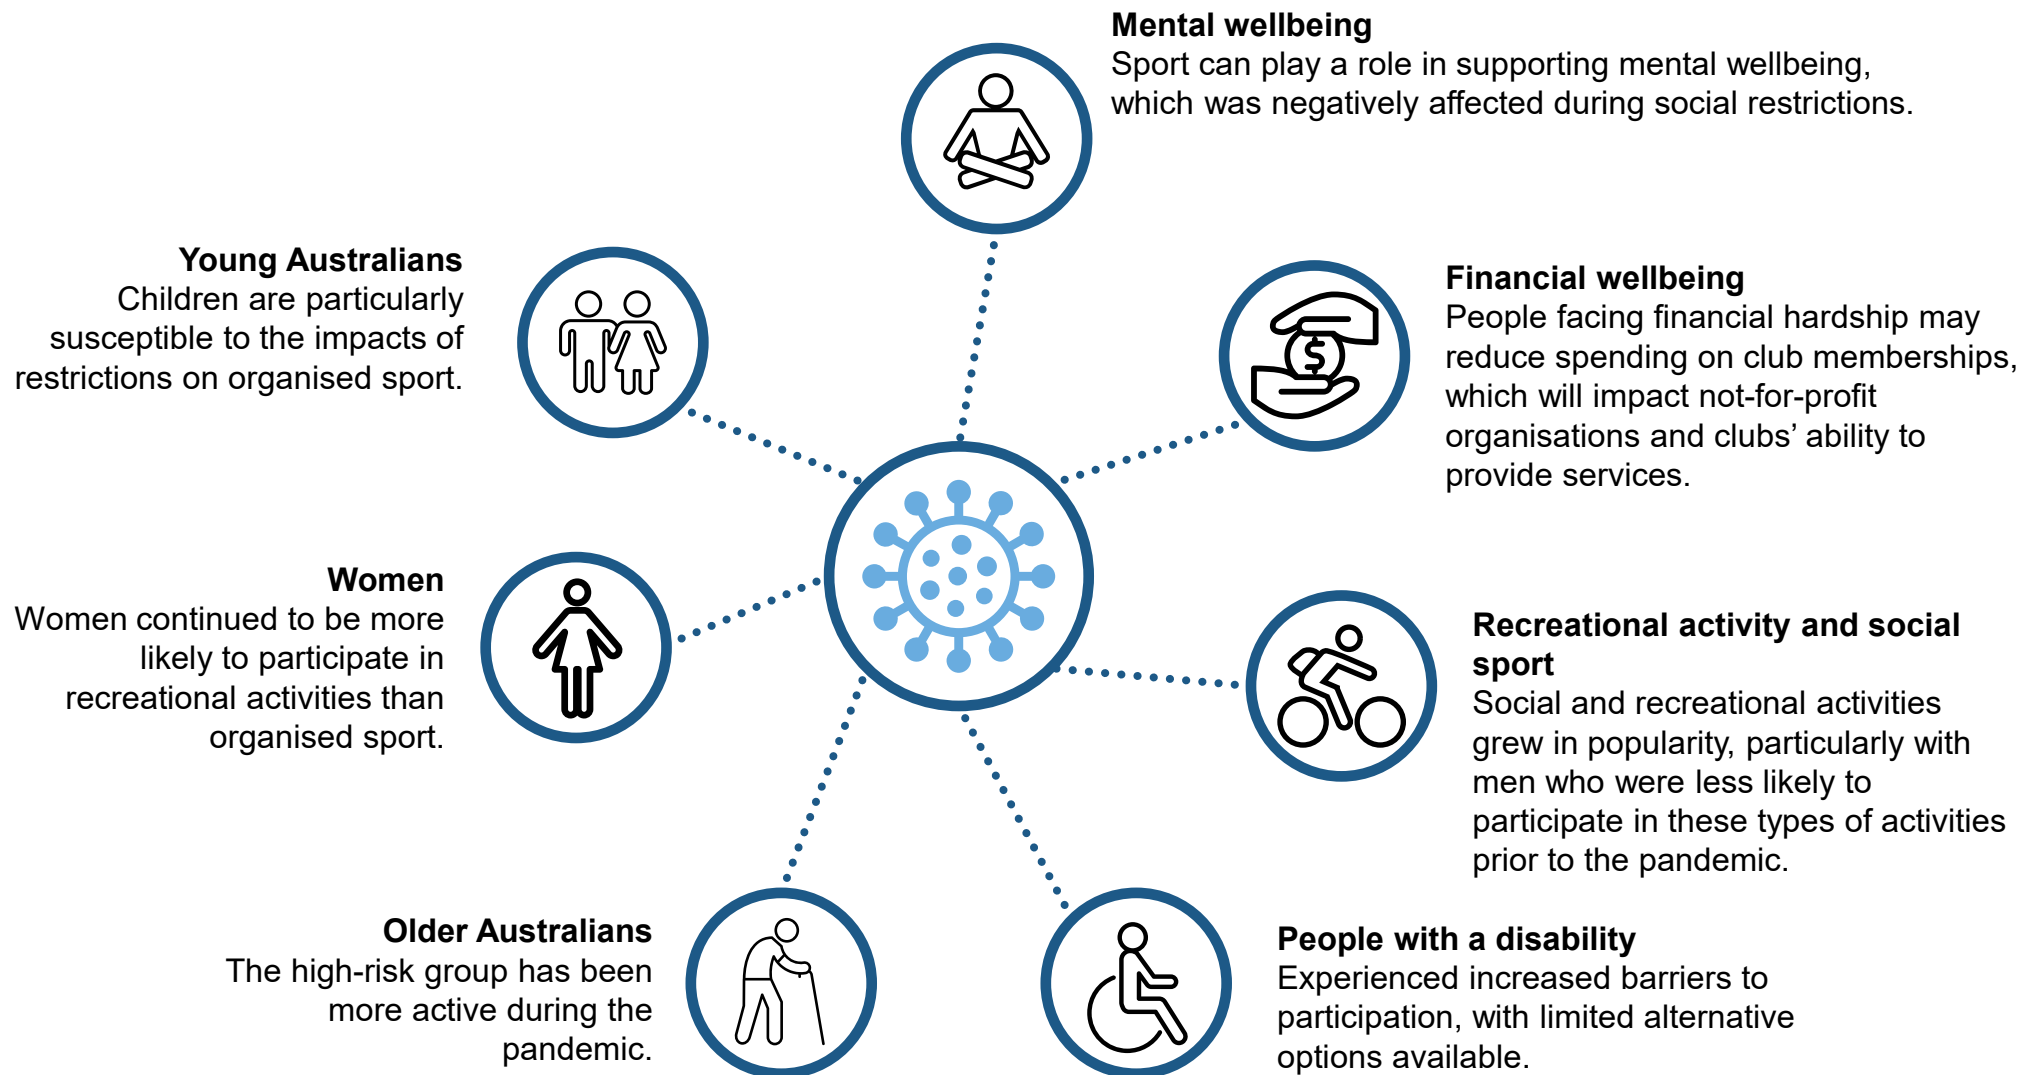 Mental wellbeing
Sport can play a role in supporting mental wellbeing,
which was negatively affected during social restrictions.
Young Australians
Children are particularly
susceptible to the impacts of
restrictions on organised sport.
Financial wellbeing
People facing financial hardship may
reduce spending on club memberships,
which will impact not-for-profit
organisations and clubs’ ability to
provide services.
$
Women
Women continued to be more
likely to participate in
recreational activities than
organised sport.
Recreational activity and social
sport
Social and recreational activities
grew in popularity, particularly with
men who were less likely to
participate in these types of activities
prior to the pandemic.
Older Australians
The high-risk group has been
more active during the
pandemic.
People with a disability
Experienced increased barriers to
participation, with limited alternative
options available.